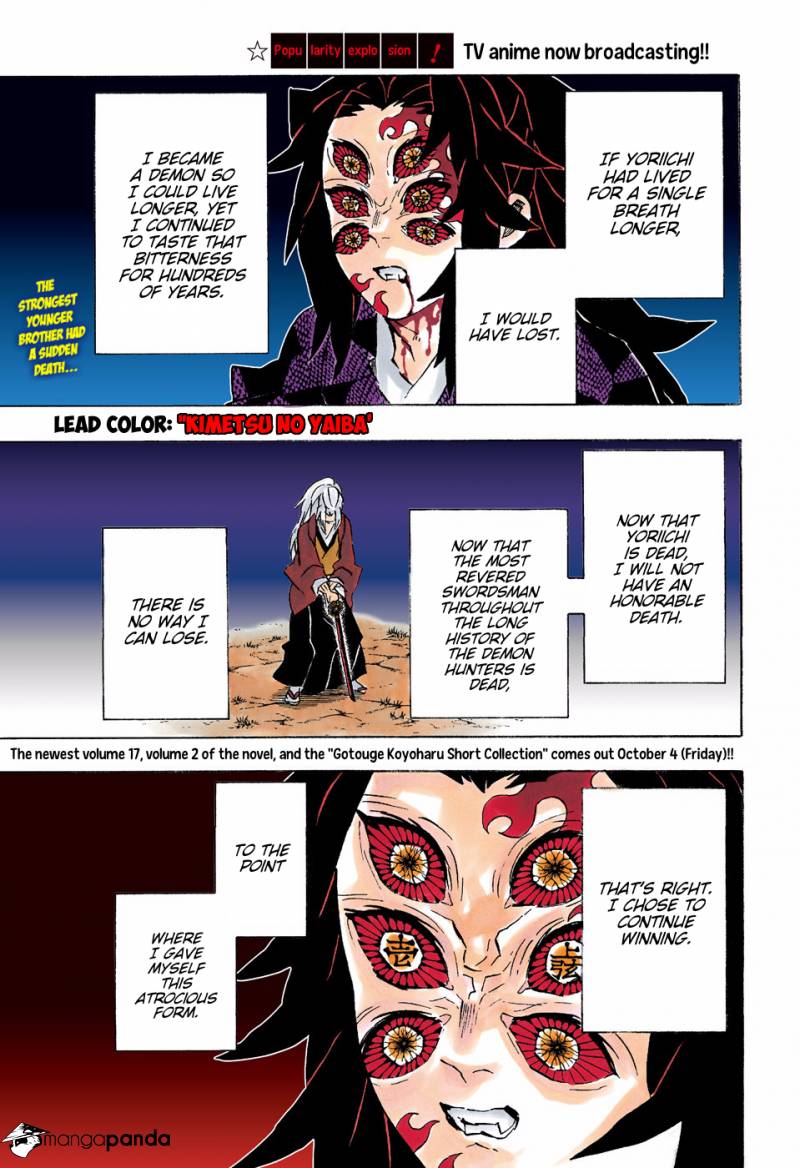 ☆ Popu larity explo sion ! TV anime now broadcasting!!
IF YORIICHI
HAD LIVED
FOR A SINGLE
BREATH
LONGER,
I WOULD
HAVE LOST.
I BECAME
A DEMON SO
I COULD LIVE
LONGER, YET
I CONTINUED
TO TASTE THAT
BITTERNESS
FOR HUNDREDS
OF YEARS.
THE
STRONGEST
YOUNGER
BROTHER HAD
A SUDDEN
DEATH...
LEAD COLOR: "KIMETSU NO YAIBA"
NOW THAT
YORIICHI
IS DEAD,
I WILL NOT
HAVE AN
HONORABLE
DEATH.
NOW THAT
THE MOST
REVERED
SWORDSMAN
THROUGHOUT
THE LONG
HISTORY OF
THE DEMON
HUNTERS IS
DEAD,
THERE IS
NO WAY I
CAN LOSE.
The newest volume 17, volume 2 of the novel, and the "Gotouge Koyoharu Short Collection" comes out October 4 (Friday)!!
THAT'S RIGHT.
I CHOSE TO
CONTINUE
WINNING.
上弦
壱
TO THE
POINT
WHERE
I GAVE
MYSELF
THIS
ATROCIOUS
FORM.
mangapanda